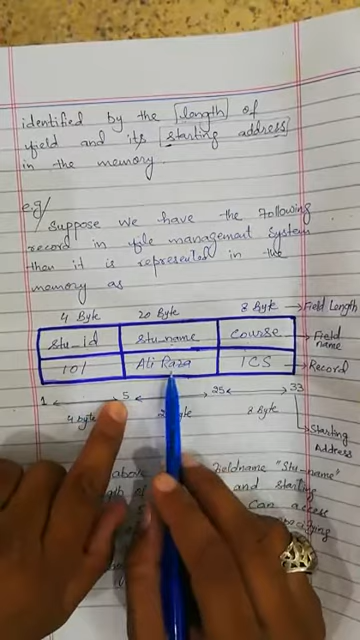 identified by the length of
field and its starting address
in the memory.
e.g/
Suppose we have the following
record in file management system
then it is represented in the
memory as
4 Byte 20 Byte 8 Byte Field Length
stu_id stu_name Course Field name
101 Ali Raza ICS Record
1 5 25 33
4 Byte 8 Byte Starting
Address
above Fieldname "Stu_name"
and starting
Can access